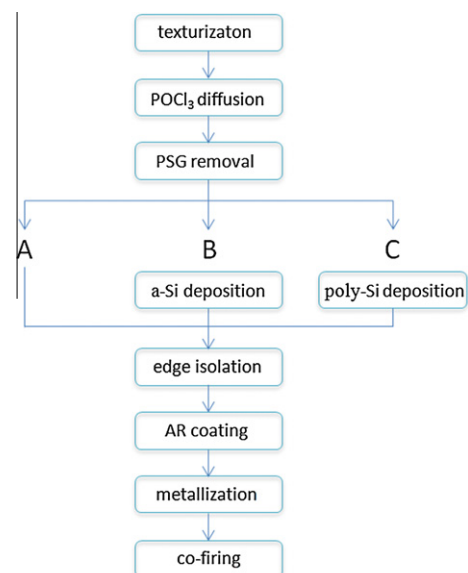 texturizaton
POCl₃ diffusion
PSG removal
A B C
a-Si deposition poly-Si deposition
edge isolation
AR coating
metallization
co-firing